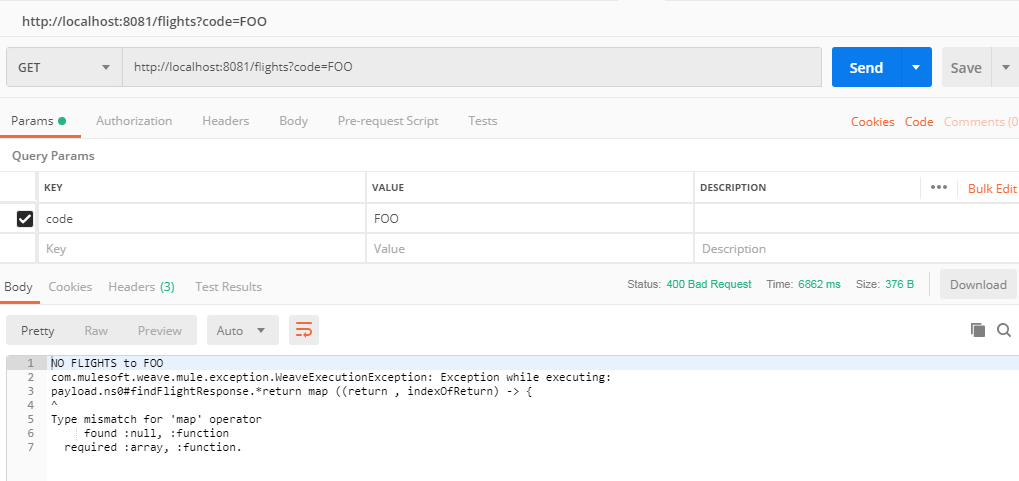 http://localhost:8081/flights?code=FOO
GET http://localhost:8081/flights?code=FOO Send Save
Params Authorization Headers Body Pre-request Script Tests Cookies Code Comments (0
Query Params
KEY VALUE DESCRIPTION ••• Bulk Edit
code FOO
Key Value Description
Body Cookies Headers (3) Test Results Status: 400 Bad Request Time: 6862 ms Size: 376 B Download
Pretty Raw Preview Auto
1 NO FLIGHTS to FOO
2 com.mulesoft.weave.mule.exception.WeaveExecutionException: Exception while executing:
3 payload.ns0#findFlightResponse.*return map ((return , indexOfReturn) -> {
4 ^
5 Type mismatch for 'map' operator
6 found :null, :function
7 required :array, :function.